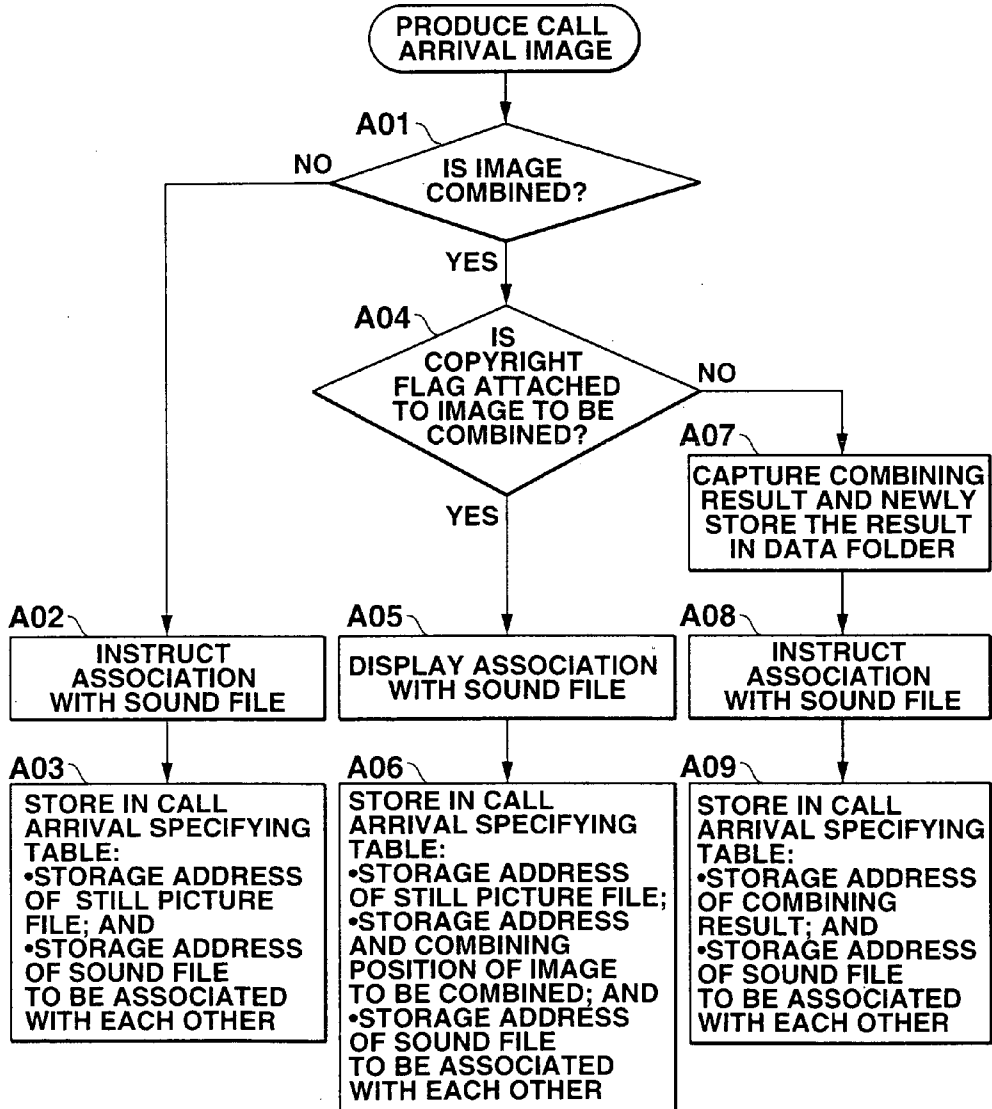 PRODUCE CALL
ARRIVAL IMAGE
A01
NO
IS IMAGE
COMBINED?
YES
A04
IS
COPYRIGHT
FLAG ATTACHED
TO IMAGE TO BE
COMBINED?
NO
YES
A07
CAPTURE COMBINING
RESULT AND NEWLY
STORE THE RESULT
IN DATA FOLDER
A02
INSTRUCT
ASSOCIATION
WITH SOUND FILE
A05
DISPLAY ASSOCIATION
WITH SOUND FILE
A08
INSTRUCT
ASSOCIATION
WITH SOUND FILE
A03
STORE IN CALL
ARRIVAL SPECIFYING
TABLE:
•STORAGE ADDRESS
OF STILL PICTURE
FILE; AND
•STORAGE ADDRESS
OF SOUND FILE
TO BE ASSOCIATED
WITH EACH OTHER
A06
STORE IN CALL
ARRIVAL SPECIFYING
TABLE:
•STORAGE ADDRESS
OF STILL PICTURE FILE;
•STORAGE ADDRESS
AND COMBINING
POSITION OF IMAGE
TO BE COMBINED; AND
•STORAGE ADDRESS
OF SOUND FILE
TO BE ASSOCIATED
WITH EACH OTHER
A09
STORE IN CALL
ARRIVAL SPECIFYING
TABLE:
•STORAGE ADDRESS
OF COMBINING
RESULT; AND
•STORAGE ADDRESS
OF SOUND FILE
TO BE ASSOCIATED
WITH EACH OTHER